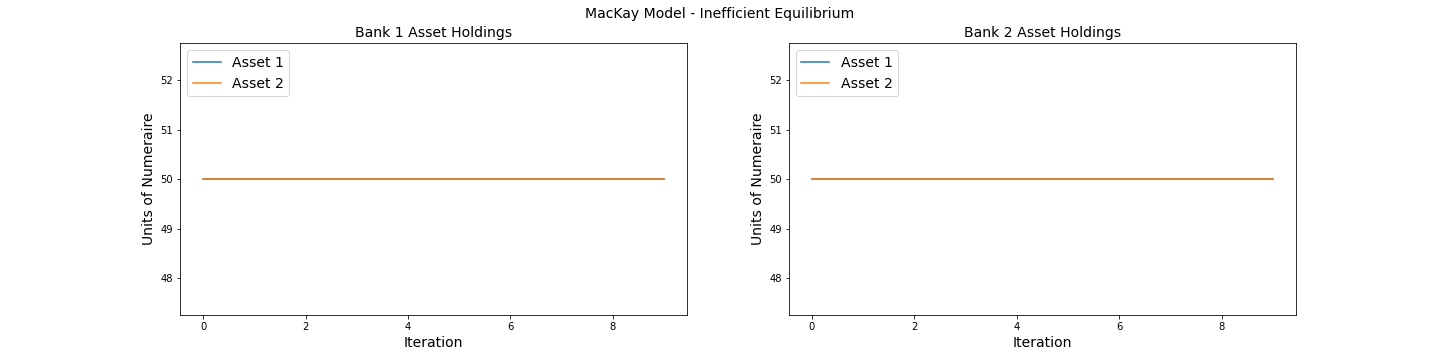 MacKay Model - Inefficient Equilibrium
Bank 1 Asset Holdings
Asset 1
Asset 2
52
51
50
49
48
Units of Numeraire
0 2 4 6 8
Iteration
Bank 2 Asset Holdings
Asset 1
Asset 2
52
51
50
49
48
Units of Numeraire
0 2 4 6 8
Iteration